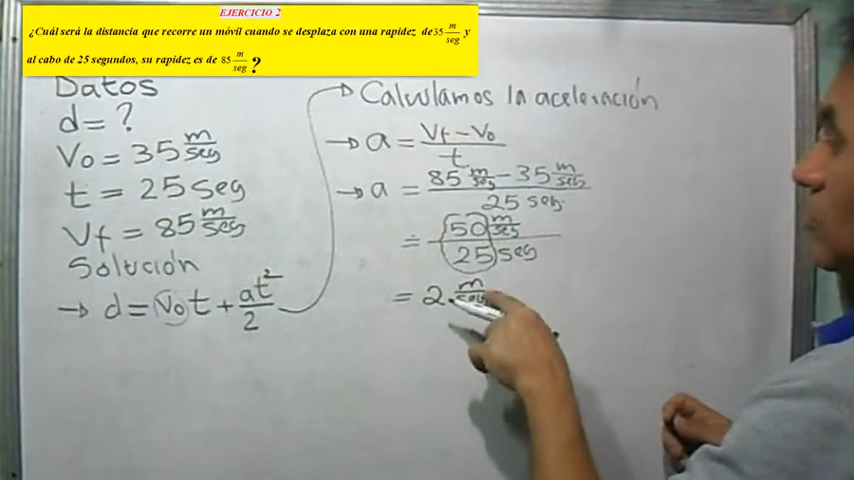 EJERCICIO 2
¿Cuál será la distancia que recorre un móvil cuando se desplaza con una rapidez de 35 m/seg y
al cabo de 25 segundos, su rapidez es de 85 m/seg ?
Datos
d = ?
Vo = 35 m/seg
t = 25 seg
Vf = 85 m/seg
Solución
→ d = Vo t + at²/2
→ Calculamos la aceleración
→ a = Vf - Vo / t
→ a = 85 m/seg - 35 m/seg / 25 seg.
= 50 m/seg / 25 seg
= 2 m/seg